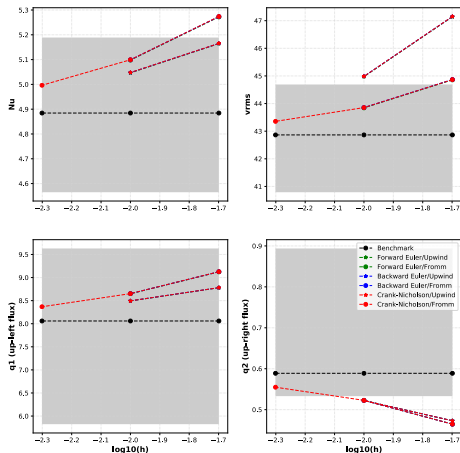 5.3
5.2
5.1
5.0
4.9
4.8
4.7
4.6
Nu
−2.3 −2.2 −2.1 −2.0 −1.9 −1.8 −1.7
47
46
45
44
43
42
41
vrms
−2.3 −2.2 −2.1 −2.0 −1.9 −1.8 −1.7
9.5
9.0
8.5
8.0
7.5
7.0
6.5
6.0
q1 (up-left flux)
−2.3 −2.2 −2.1 −2.0 −1.9 −1.8 −1.7
log10(h)
0.9
0.8
0.7
0.6
0.5
q2 (up-right flux)
Benchmark
Forward Euler/Upwind
Forward Euler/Fromm
Backward Euler/Upwind
Backward Euler/Fromm
Crank-Nicholson/Upwind
Crank-Nicholson/Fromm
−2.3 −2.2 −2.1 −2.0 −1.9 −1.8 −1.7
log10(h)